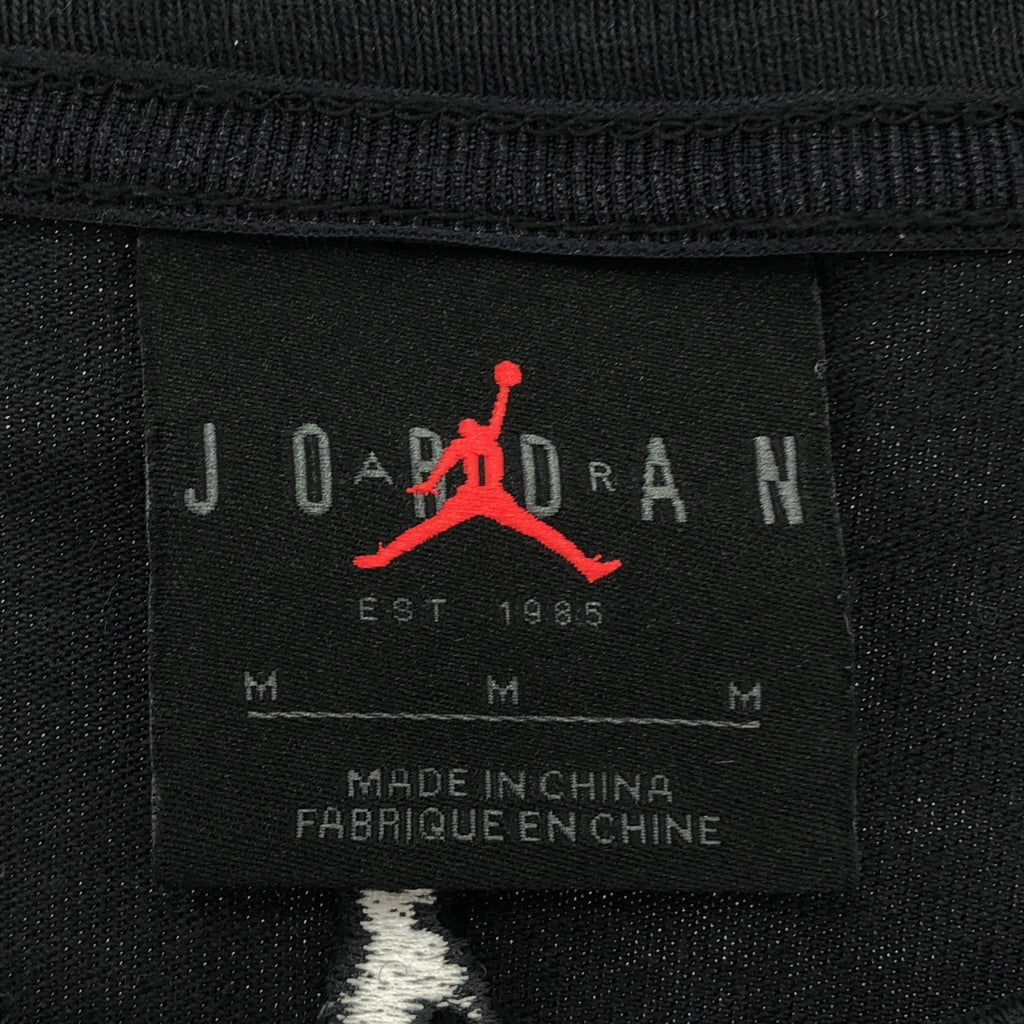 JORDAN
AIR
EST 1985
M M M
MADE IN CHINA
FABRIQUE EN CHINE